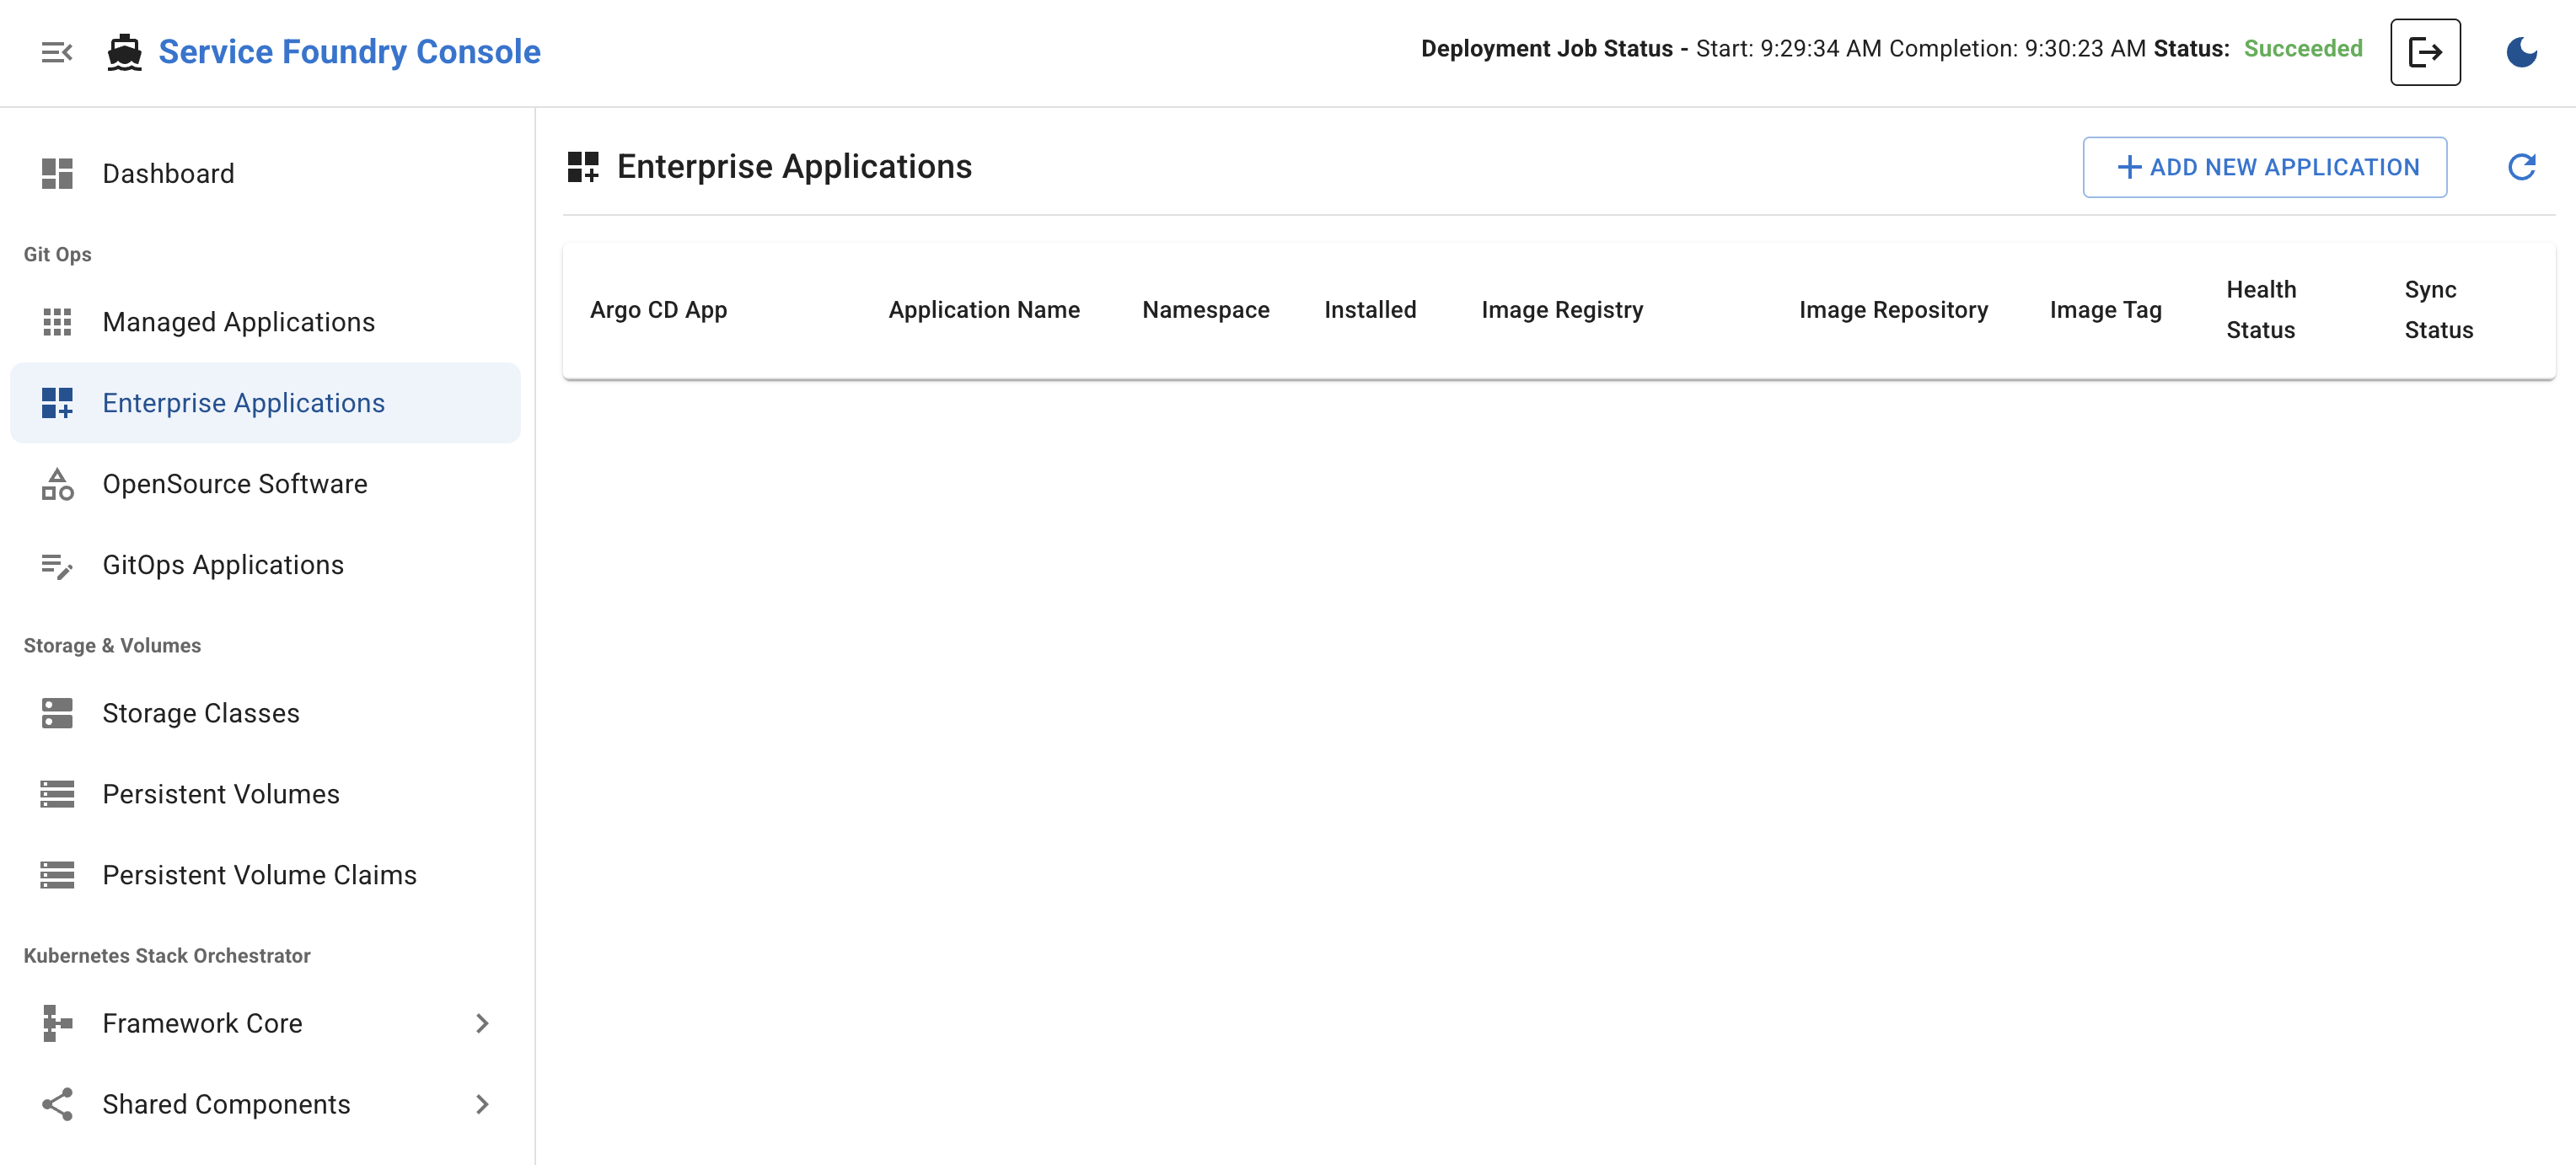 Service Foundry Console
Deployment Job Status - Start: 9:29:34 AM Completion: 9:30:23 AM Status: Succeeded
Dashboard
Git Ops
Managed Applications
Enterprise Applications
OpenSource Software
GitOps Applications
Storage & Volumes
Storage Classes
Persistent Volumes
Persistent Volume Claims
Kubernetes Stack Orchestrator
Framework Core
Shared Components
Enterprise Applications
ADD NEW APPLICATION
Argo CD App
Application Name
Namespace
Installed
Image Registry
Image Repository
Image Tag
Health
Status
Sync
Status